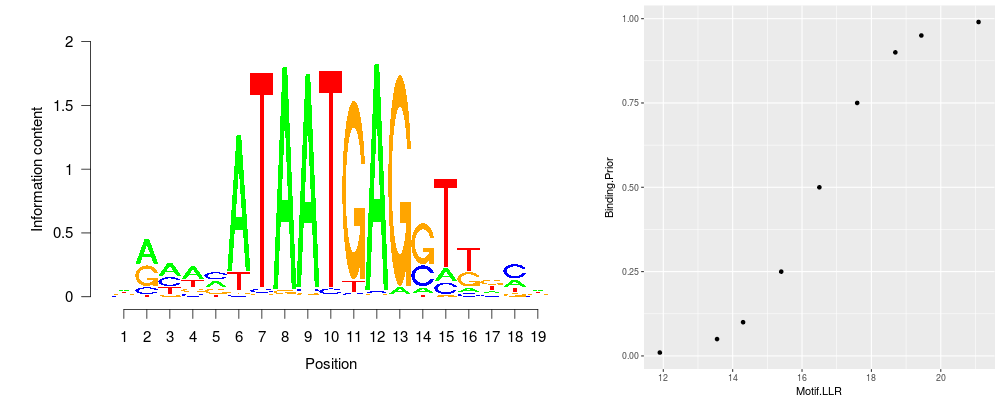 Information content
2
1.5
1
0.5
0
A
G
C
T
A
C
T
A
T
C
A
A
T
T
A
A
T
G
T
A
G
A
G
C
A
T
A
C
T
G
A
C
A
1 2 3 4 5 6 7 8 9 10 11 12 13 14 15 16 17 18 19
Position
Binding.Prior
1.00
0.75
0.50
0.25
0.00
12 14 16 18 20
Motif.LLR